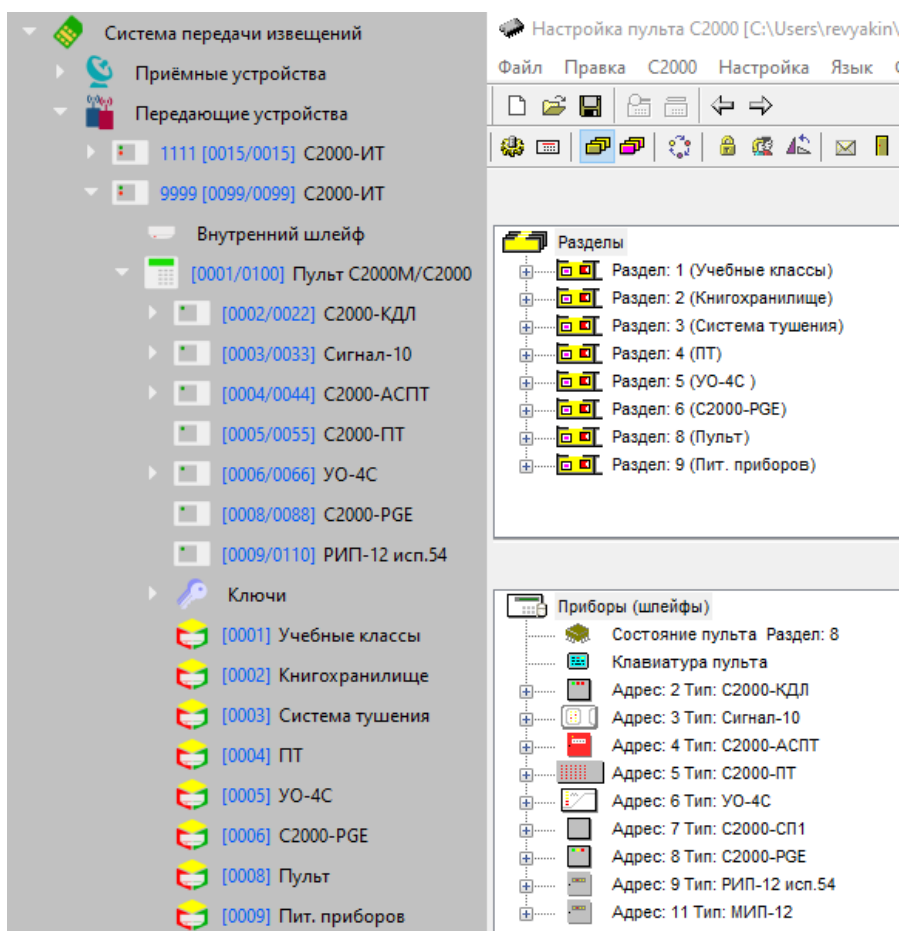 Система передачи извещений
Приёмные устройства
Передающие устройства
1111 [0015/0015] С2000-ИТ
9999 [0099/0099] С2000-ИТ
Внутренний шлейф
[0001/0100] Пульт С2000М/С2000
[0002/0022] С2000-КДЛ
[0003/0033] Сигнал-10
[0004/0044] С2000-АСПТ
[0005/0055] С2000-ПТ
[0006/0066] УО-4С
[0008/0088] С2000-PGE
[0009/0110] РИП-12 исп.54
Ключи
[0001] Учебные классы
[0002] Книгохранилище
[0003] Система тушения
[0004] ПТ
[0005] УО-4С
[0006] С2000-PGE
[0008] Пульт
[0009] Пит. приборов
Настройка пульта С2000 [C:\Users\revyakin\
Файл Правка С2000 Настройка Язык
Разделы
Раздел: 1 (Учебные классы)
Раздел: 2 (Книгохранилище)
Раздел: 3 (Система тушения)
Раздел: 4 (ПТ)
Раздел: 5 (УО-4С )
Раздел: 6 (С2000-PGE)
Раздел: 8 (Пульт)
Раздел: 9 (Пит. приборов)
Приборы (шлейфы)
Состояние пульта Раздел: 8
Клавиатура пульта
Адрес: 2 Тип: С2000-КДЛ
Адрес: 3 Тип: Сигнал-10
Адрес: 4 Тип: С2000-АСПТ
Адрес: 5 Тип: С2000-ПТ
Адрес: 6 Тип: УО-4С
Адрес: 7 Тип: С2000-СП1
Адрес: 8 Тип: С2000-PGE
Адрес: 9 Тип: РИП-12 исп.54
Адрес: 11 Тип: МИП-12